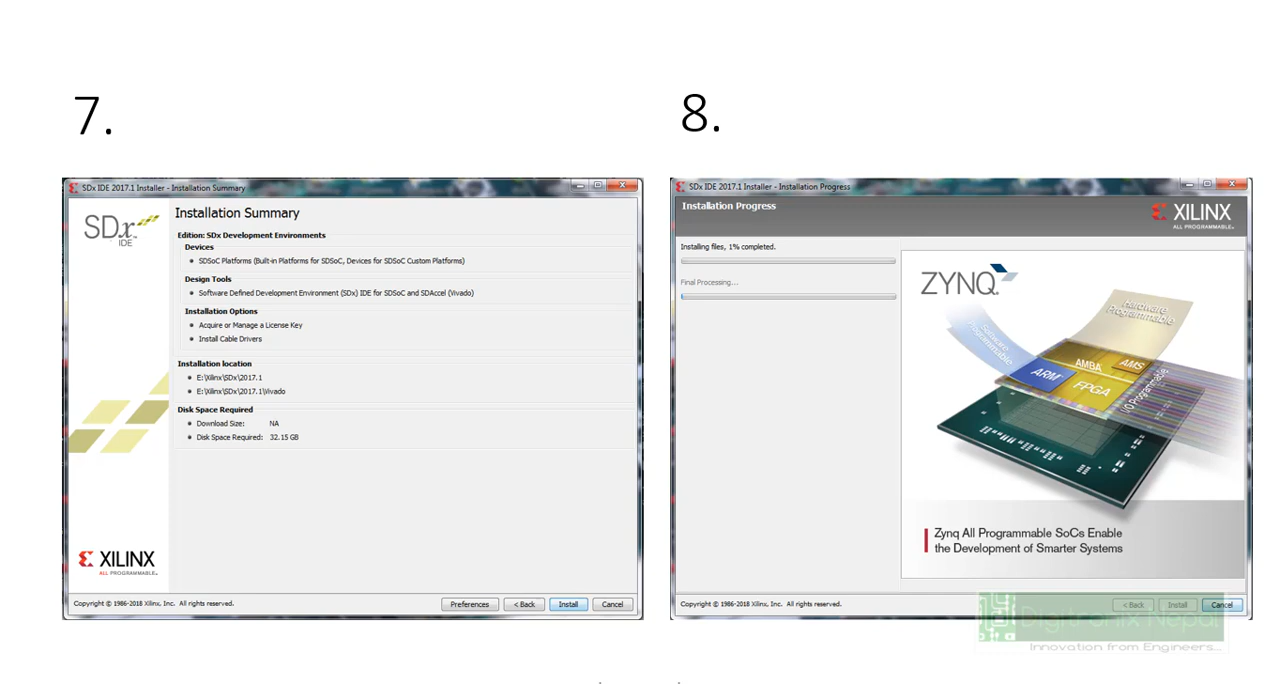 7.
SDx IDE 2017.1 Installer - Installation Summary
SDx
IDE
Installation Summary
Edition: SDx Development Environments
Devices
SDSoC Platforms (Built-in Platforms for SDSoC, Devices for SDSoC Custom Platforms)
Design Tools
Software Defined Development Environment (SDx) IDE for SDSoC and SDAccel (Vivado)
Installation Options
Acquire or Manage a License Key
Install Cable Drivers
Installation location
E:\Xilinx\SDx\2017.1
E:\Xilinx\SDx\2017.1\Vivado
Disk Space Required
Download Size: NA
Disk Space Required: 32.15 GB
XILINX
ALL PROGRAMMABLE.
Copyright © 1986-2018 Xilinx, Inc. All rights reserved.
Preferences < Back Install Cancel
8.
SDx IDE 2017.1 Installer - Installation Progress
Installation Progress
XILINX
ALL PROGRAMMABLE.
Installing files, 1% completed.
Final Processing...
ZYNQ
Hardware
Programmable
Software
Programmable
AMBA
AMS
ARM
FPGA
I/O Programmable
Zynq All Programmable SoCs Enable
the Development of Smarter Systems
Copyright © 1986-2018 Xilinx, Inc. All rights reserved.
< Back Install Cancel
Digitronix Nepal
Innovation from Engineers...